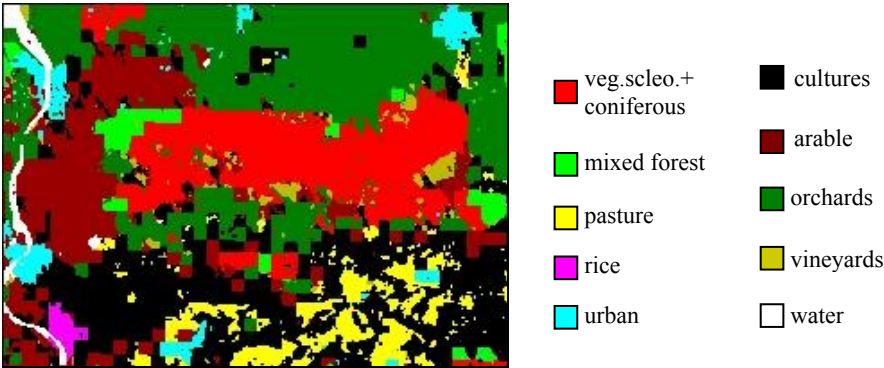 veg.scleo.+
coniferous
mixed forest
pasture
rice
urban
cultures
arable
orchards
vineyards
water